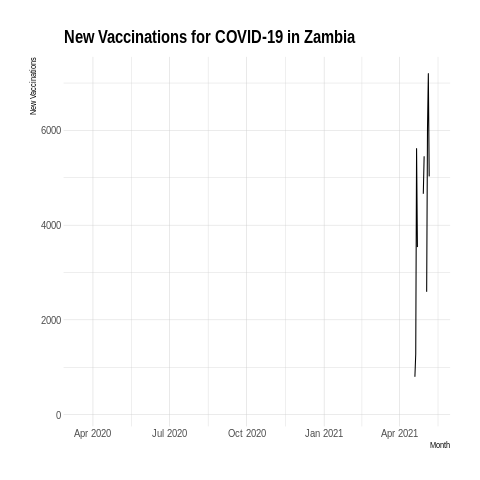 New Vaccinations for COVID-19 in Zambia
New Vaccinations
6000
4000
2000
0
Apr 2020 Jul 2020 Oct 2020 Jan 2021 Apr 2021
Month